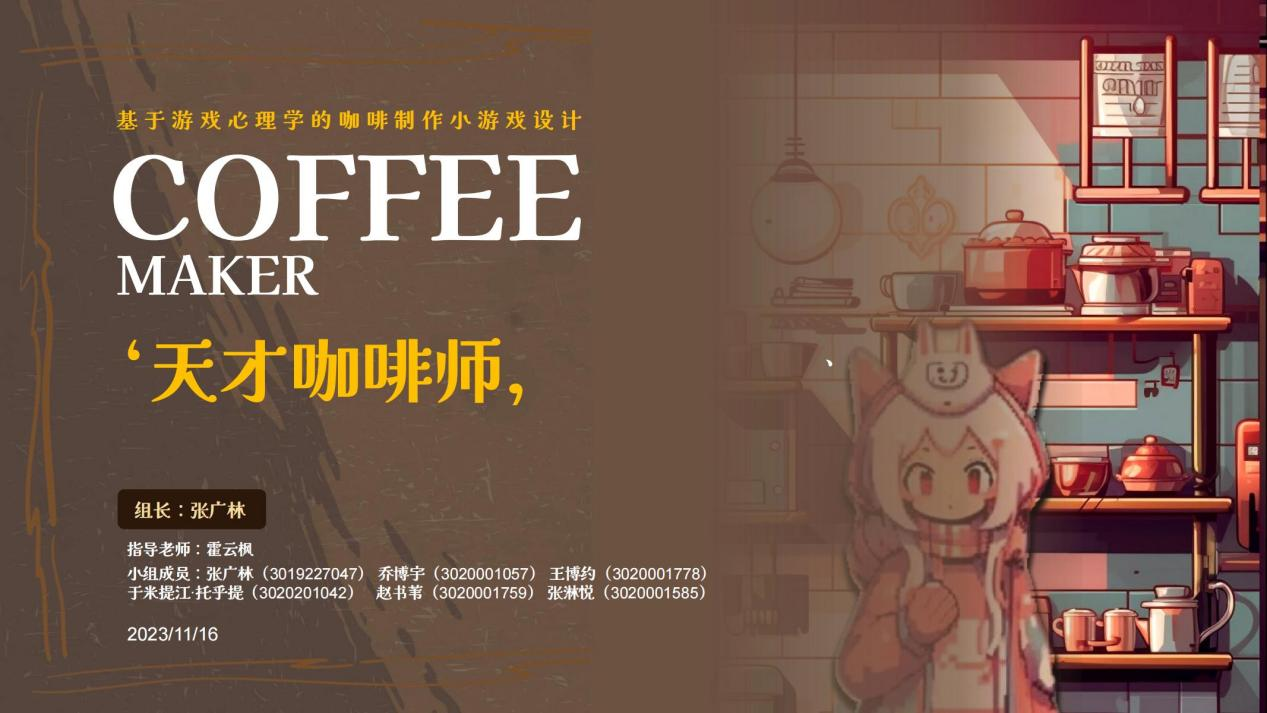 基于游戏心理学的咖啡制作小游戏设计
COFFEE
MAKER
‘天才咖啡师，
组长：张广林
指导老师：霍云枫
小组成员：张广林（3019227047） 乔博宇（3020001057） 王博约（3020001778）
于米提江·托乎提（3020201042） 赵书苇（3020001759） 张淋悦（3020001585）
2023/11/16